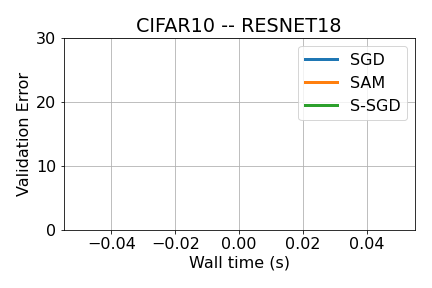 CIFAR10 -- RESNET18
SGD
SAM
S-SGD
Validation Error
30
20
10
0
−0.04 −0.02 0.00 0.02 0.04
Wall time (s)